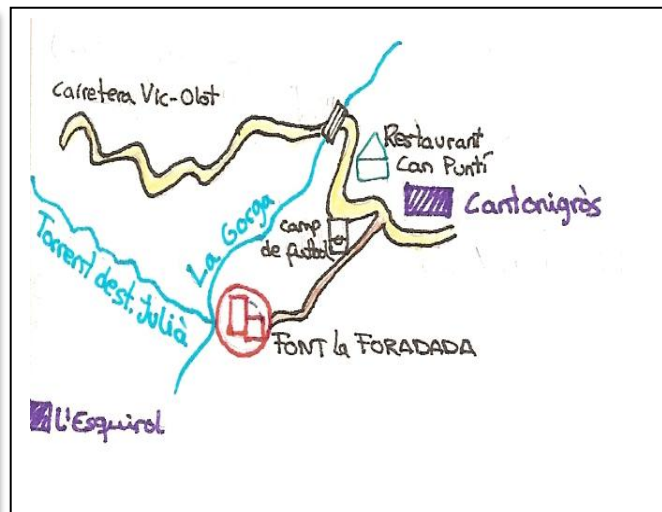 Carretera Vic-Olot
Restaurant
Can Puntí
Cantonigròs
La Gorga
camp
de futbol
Torrent de st. Julià
FONT la FORADADA
L'Esquirol